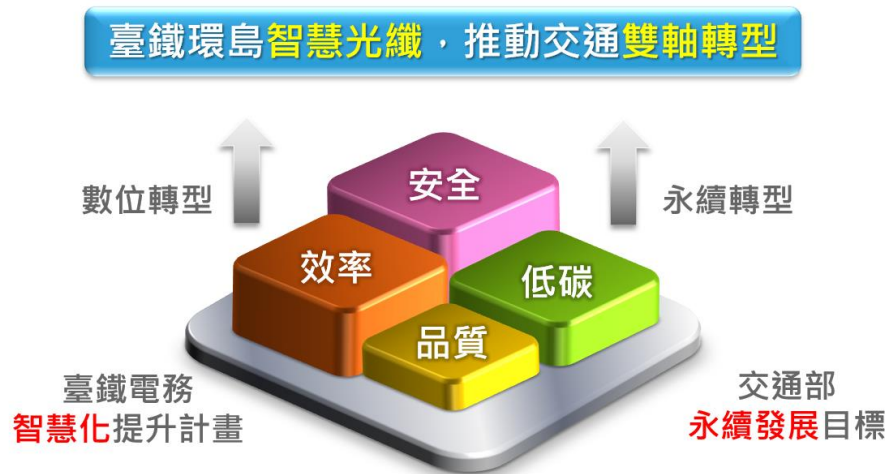 臺鐵環島智慧光纖，推動交通雙軸轉型
安全
數位轉型
永續轉型
效率
低碳
品質
臺鐵電務
智慧化提升計畫
交通部
永續發展目標